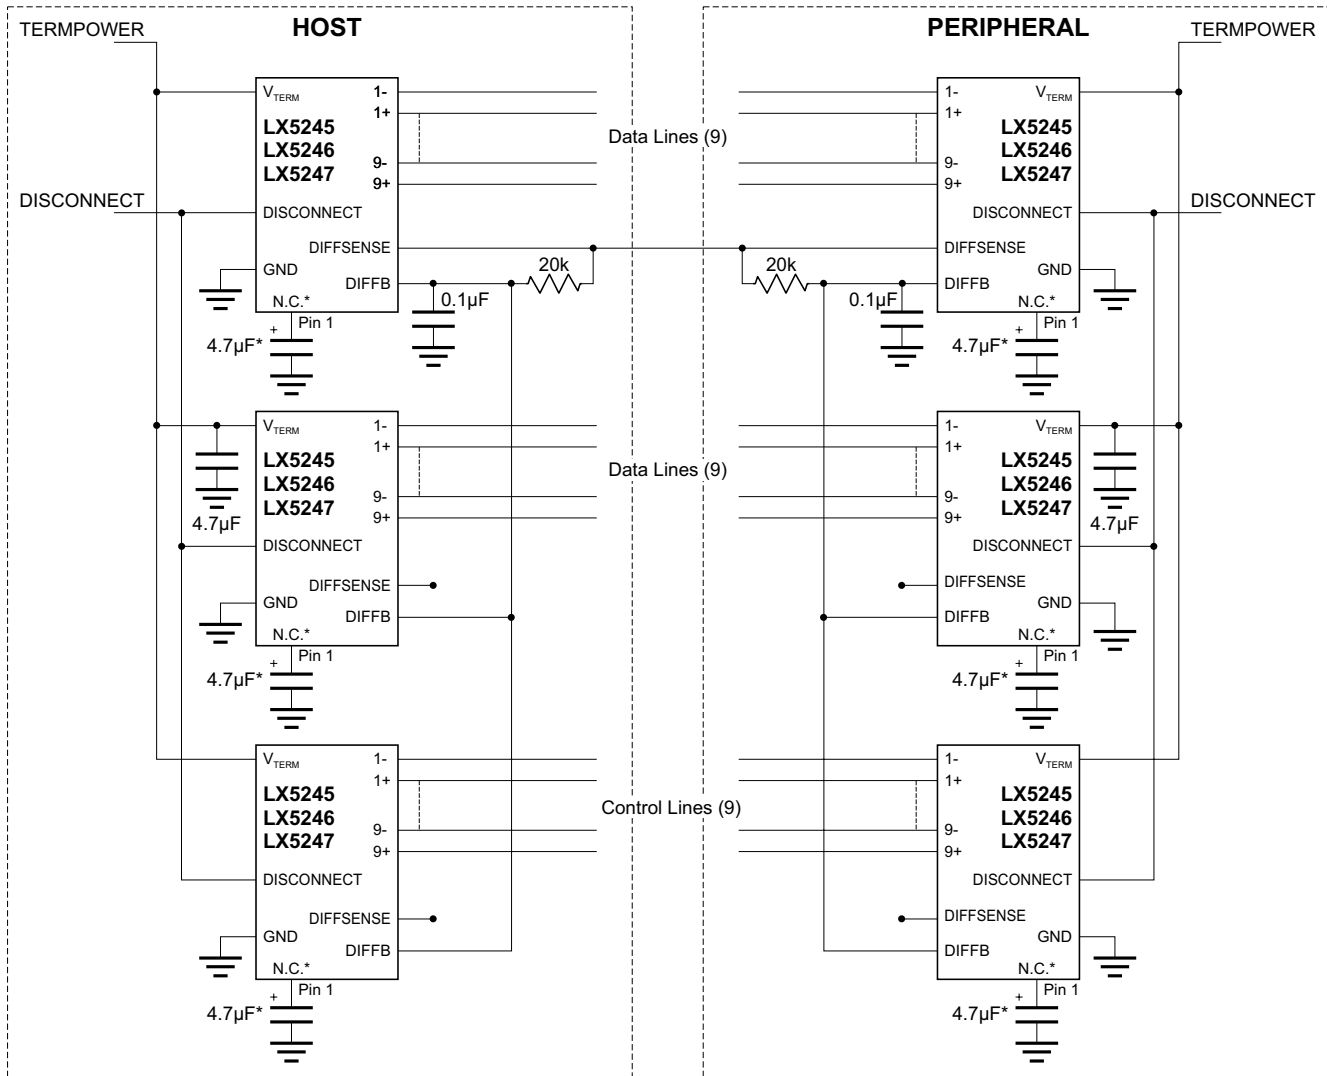 HOST
PERIPHERAL
TERMPOWER
TERMPOWER
VTERM
1-
1+
LX5245
LX5246
LX5247
9-
9+
DISCONNECT
DISCONNECT
DIFFSENSE
GND
DIFFB
N.C.*
Pin 1
4.7µF*
+
20k
0.1µF
Data Lines (9)
1-
1+
VTERM
LX5245
LX5246
LX5247
9-
9+
DISCONNECT
DISCONNECT
DIFFSENSE
GND
DIFFB
N.C.*
Pin 1
4.7µF*
+
20k
0.1µF
VTERM
1-
1+
LX5245
LX5246
LX5247
9-
9+
4.7µF
DISCONNECT
DIFFSENSE
GND
DIFFB
N.C.*
Pin 1
4.7µF*
+
Data Lines (9)
1-
1+
VTERM
LX5245
LX5246
LX5247
9-
9+
4.7µF
DISCONNECT
DIFFSENSE
GND
DIFFB
N.C.*
Pin 1
4.7µF*
+
VTERM
1-
1+
LX5245
LX5246
LX5247
9-
9+
DISCONNECT
DIFFSENSE
GND
DIFFB
N.C.*
Pin 1
4.7µF*
+
Control Lines (9)
1-
1+
VTERM
LX5245
LX5246
LX5247
9-
9+
DISCONNECT
DIFFSENSE
GND
DIFFB
N.C.*
Pin 1
4.7µF*
+